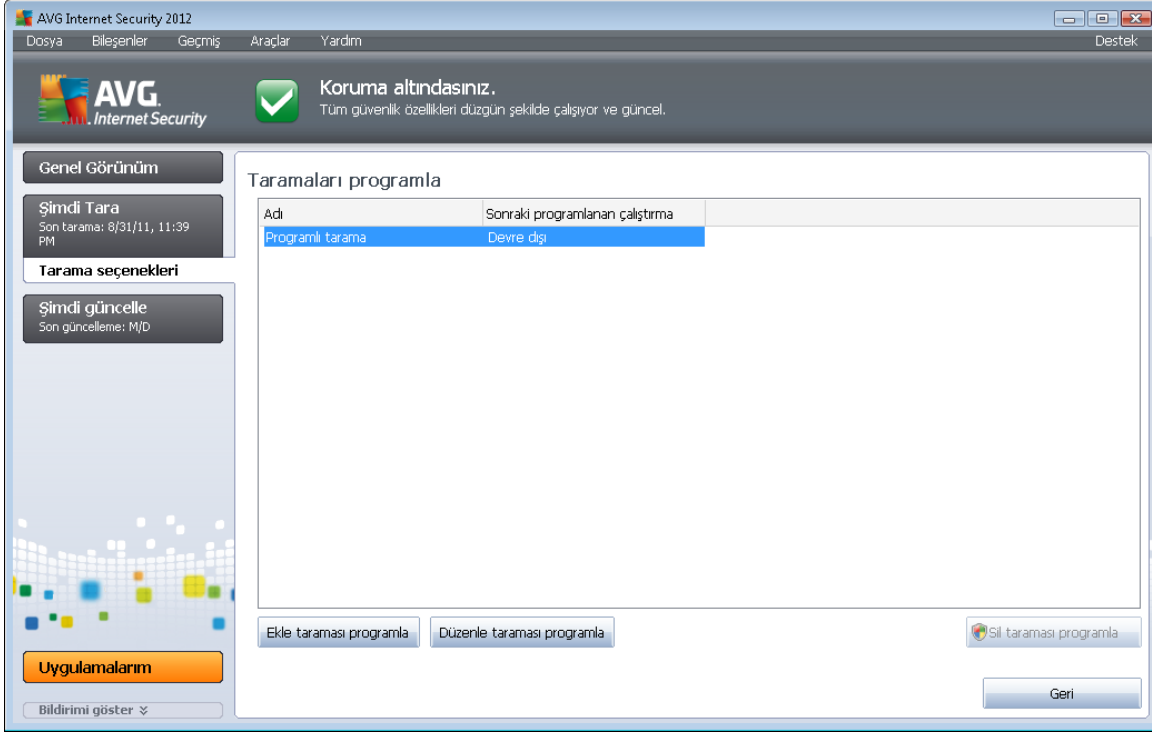 AVG Internet Security 2012
Dosya Bileşenler Geçmiş Araçlar Yardım Destek
AVG.
Internet Security
Koruma altındasınız.
Tüm güvenlik özellikleri düzgün şekilde çalışıyor ve güncel.
Genel Görünüm
Şimdi Tara
Son tarama: 8/31/11, 11:39
PM
Tarama seçenekleri
Şimdi güncelle
Son güncelleme: M/D
Uygulamalarım
Bildirimi göster
Taramaları programla
Adı Sonraki programlanan çalıştırma
Programlı tarama Devre dışı
Ekle taraması programla Düzenle taraması programla Sil taraması programla
Geri